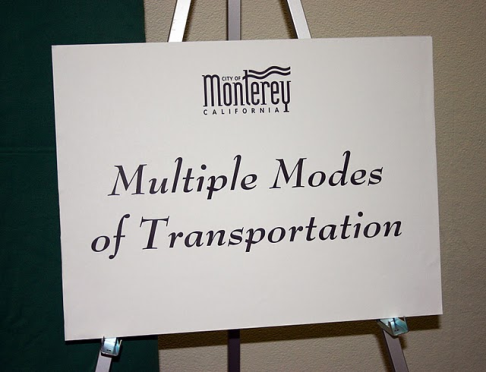 CITY OF
Monterey
CALIFORNIA
Multiple Modes
of Transportation